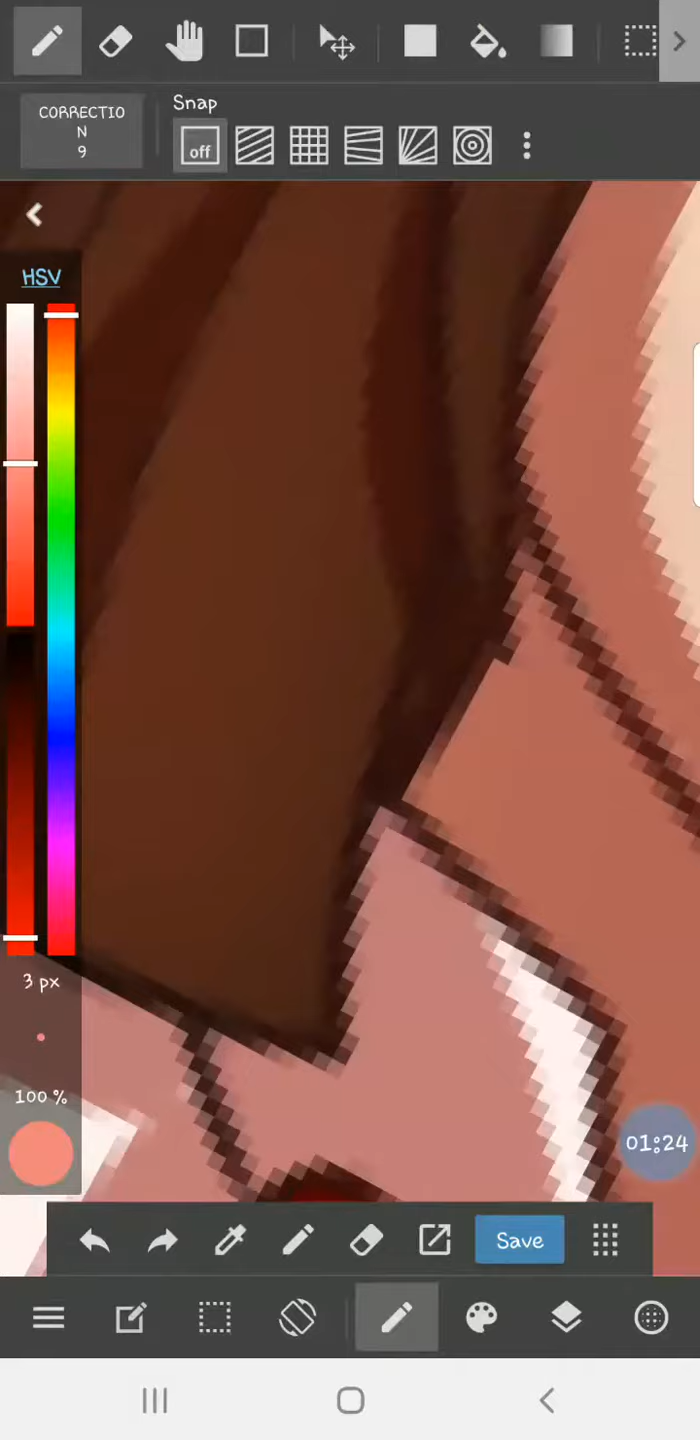 CORRECTIO
N
9
Snap
off
HSV
3 px
100 %
01:24
Save